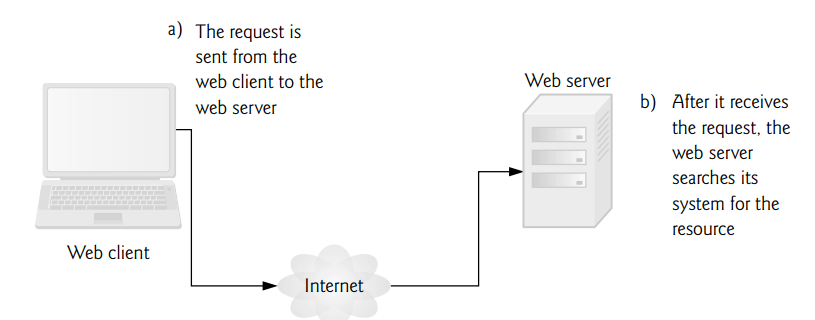 a) The request is
sent from the
web client to the
web server
Web server
b) After it receives
the request, the
web server
searches its
system for the
resource
Web client
Internet